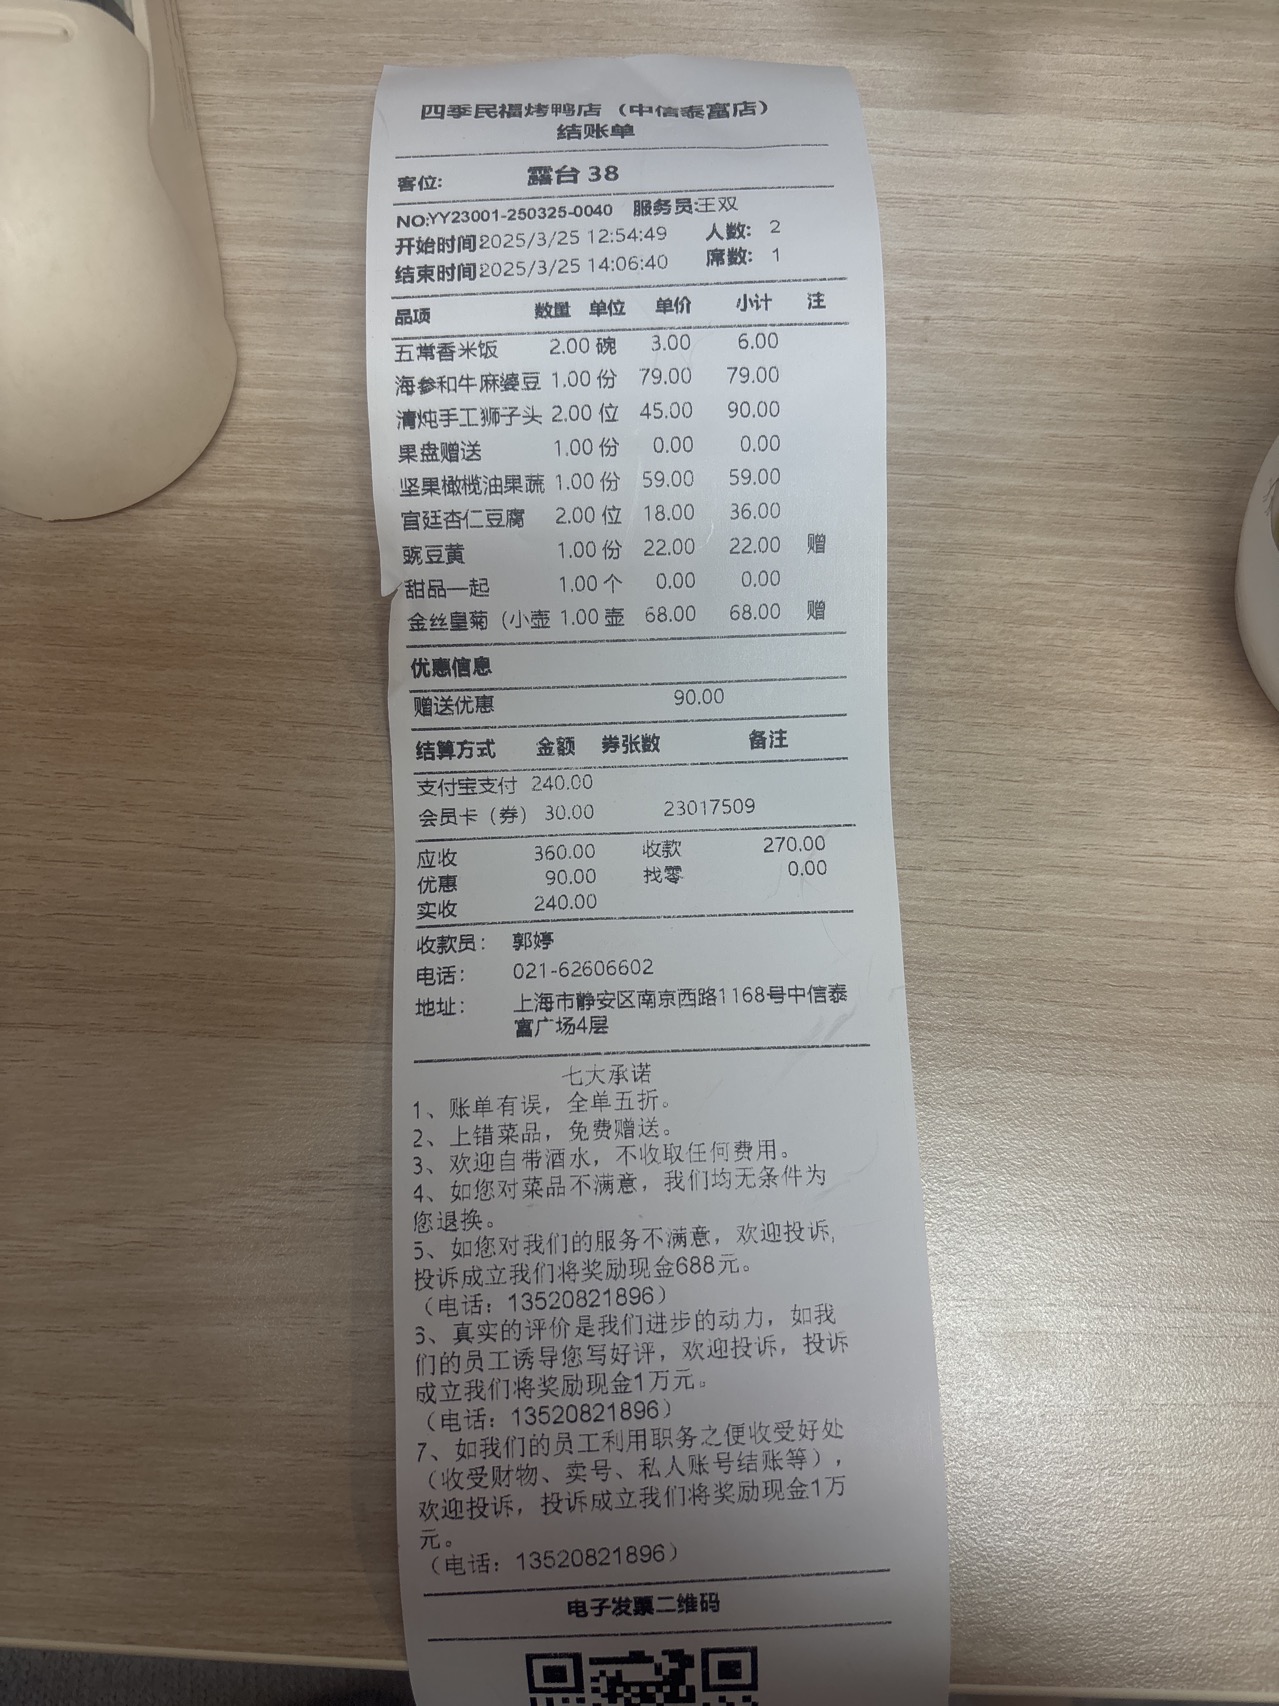 四季民福烤鸭店（中信泰富店）
结账单
客位: 露台 38
NO:YY23001-250325-0040 服务员:王双
开始时间:2025/3/25 12:54:49 人数: 2
结束时间:2025/3/25 14:06:40 席数: 1
品项 数量 单位 单价 小计 注
五常香米饭 2.00 碗 3.00 6.00
海参和牛麻婆豆 1.00 份 79.00 79.00
清炖手工狮子头 2.00 位 45.00 90.00
果盘赠送 1.00 份 0.00 0.00
坚果橄榄油果蔬 1.00 份 59.00 59.00
宫廷杏仁豆腐 2.00 位 18.00 36.00
豌豆黄 1.00 份 22.00 22.00 赠
甜品一起 1.00 个 0.00 0.00
金丝皇菊（小壶 1.00 壶 68.00 68.00 赠
优惠信息
赠送优惠 90.00
结算方式 金额 券张数 备注
支付宝支付 240.00
会员卡（券） 30.00 23017509
应收 360.00 收款 270.00
优惠 90.00 找零 0.00
实收 240.00
收款员: 郭婷
电话: 021-62606602
地址: 上海市静安区南京西路1168号中信泰
富广场4层
七大承诺
1、账单有误，全单五折。
2、上错菜品，免费赠送。
3、欢迎自带酒水，不收取任何费用。
4、如您对菜品不满意，我们均无条件为
您退换。
5、如您对我们的服务不满意，欢迎投诉,
投诉成立我们将奖励现金688元。
（电话：13520821896）
6、真实的评价是我们进步的动力，如我
们的员工诱导您写好评，欢迎投诉，投诉
成立我们将奖励现金1万元。
（电话：13520821896）
7、如我们的员工利用职务之便收受好处
（收受财物、卖号、私人账号结账等），
欢迎投诉，投诉成立我们将奖励现金1万
元。
（电话：13520821896）
电子发票二维码